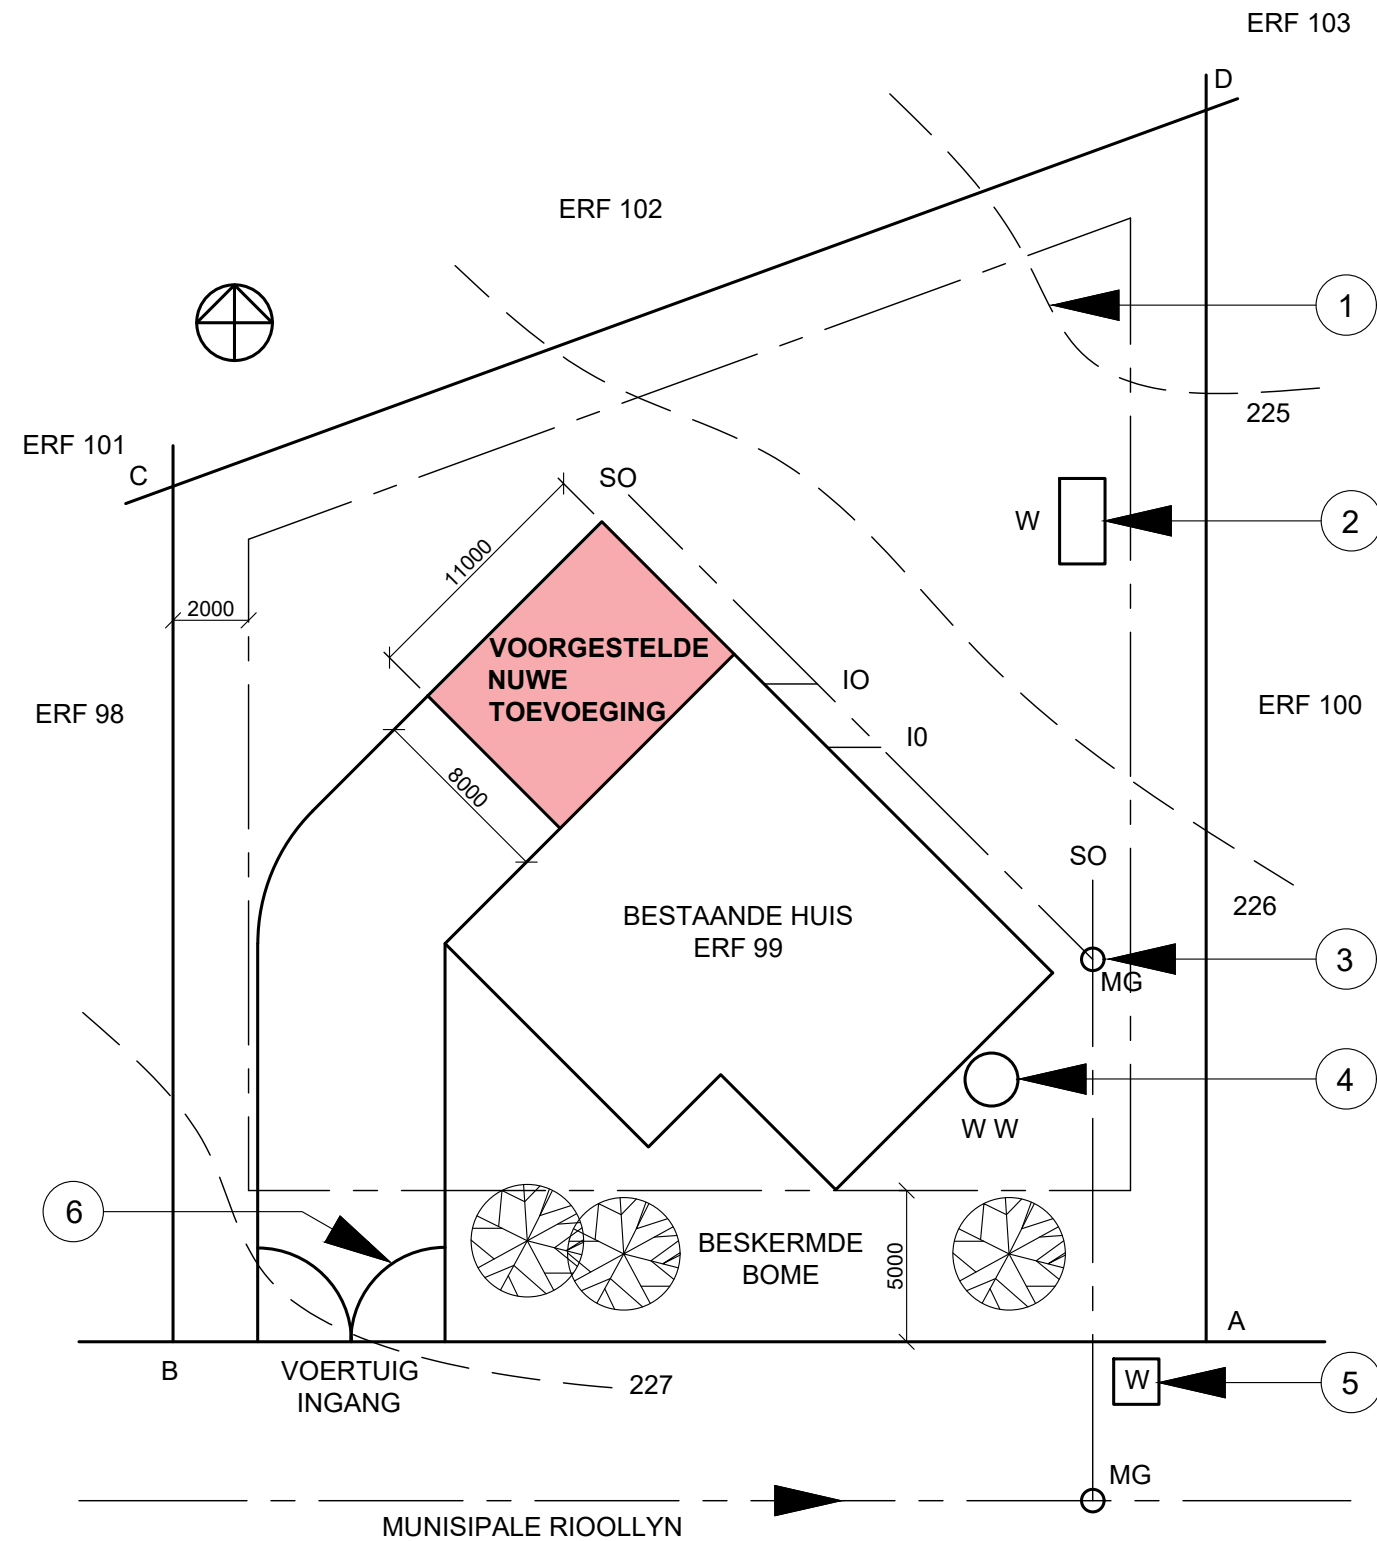 ERF 103
D
ERF 102
1
ERF 101
225
C
SO
2
W
11000
2000
VOORGESTELDE
NUWE
TOEVOEGING
IO
ERF 98
ERF 100
I0
8000
SO
BESTAANDE HUIS
ERF 99
226
3
MG
4
W W
6
BESKERMDE
BOME
5000
A
B
VOERTUIG
INGANG
227
W
5
MG
MUNISIPALE RIOOLLYN